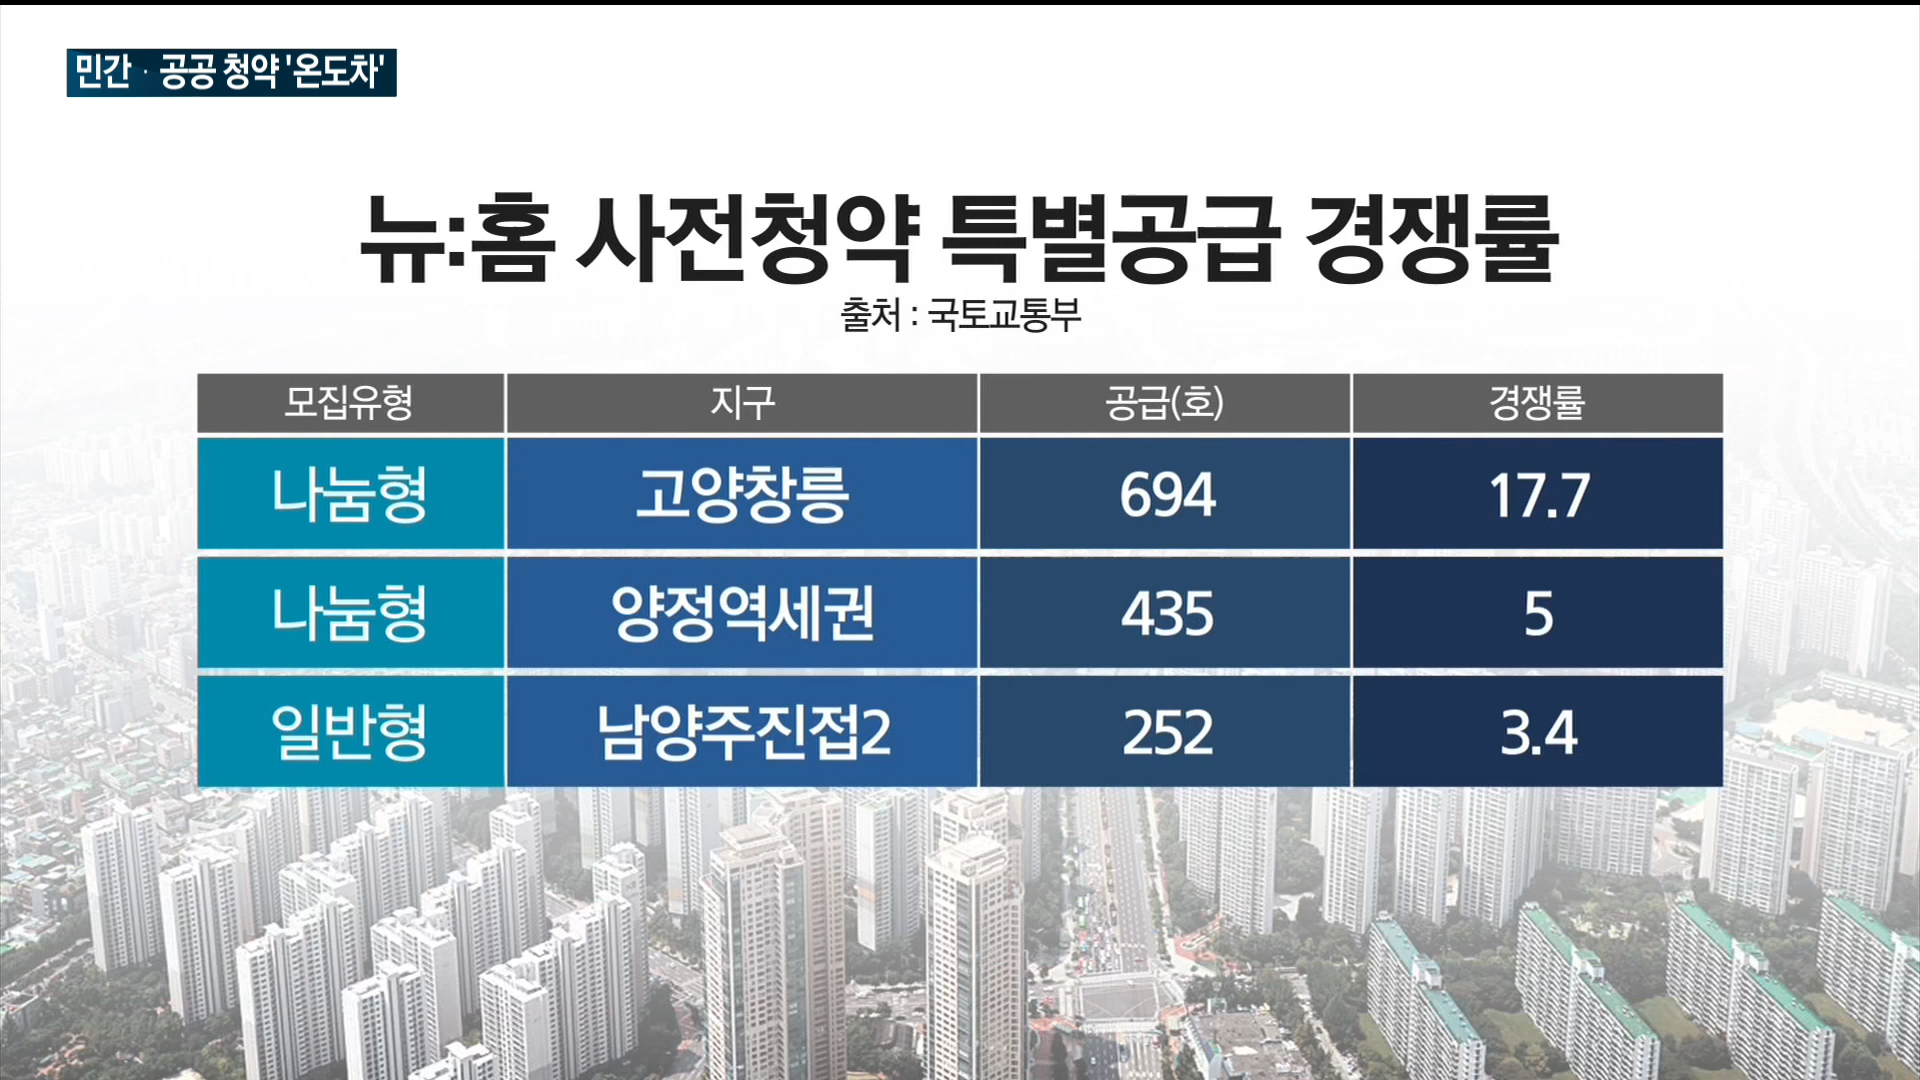 민간·공공 청약 '온도차'
뉴:홈 사전청약 특별공급 경쟁률
출처 : 국토교통부
모집유형 지구 공급(호) 경쟁률
나눔형 고양창릉 694 17.7
나눔형 양정역세권 435 5
일반형 남양주진접2 252 3.4